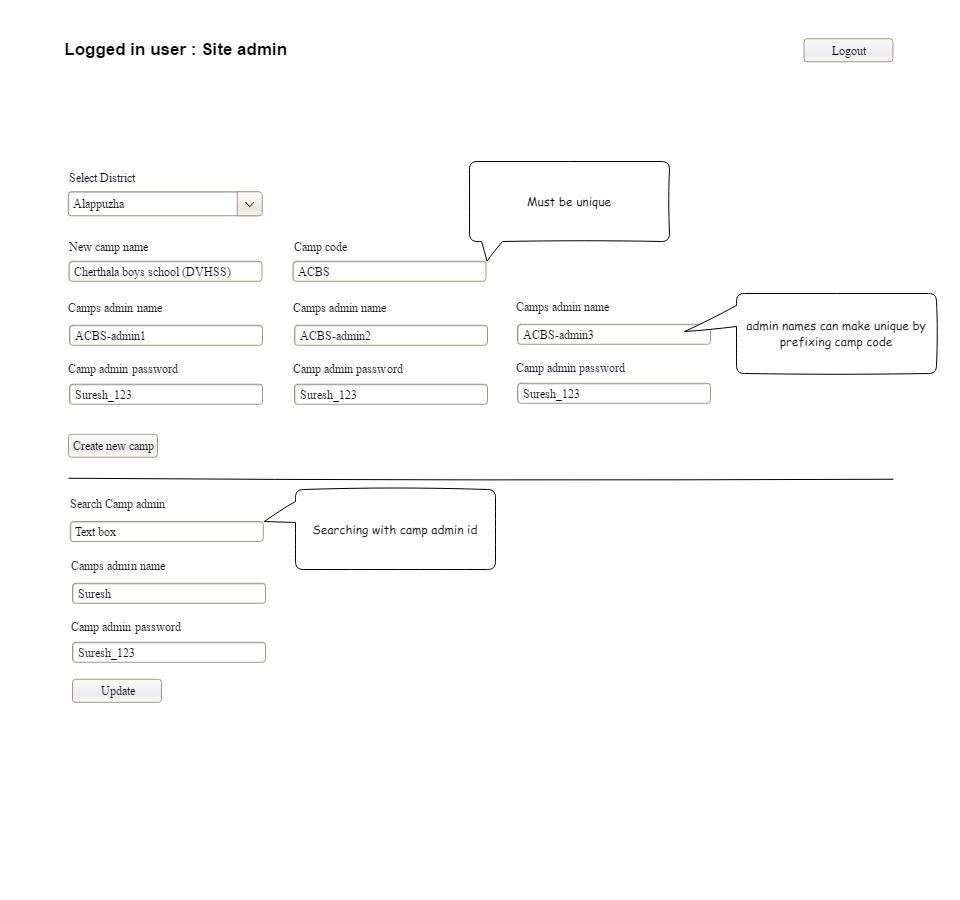 Logged in user : Site admin
Logout
Select District
Alappuzha
Must be unique
New camp name
Camp code
Cherthala boys school (DVHSS)
ACBS
Camps admin name
Camps admin name
Camps admin name
ACBS-admin1
ACBS-admin2
ACBS-admin3
admin names can make unique by
prefixing camp code
Camp admin password
Camp admin password
Camp admin password
Suresh_123
Suresh_123
Suresh_123
Create new camp
Search Camp admin
Text box
Searching with camp admin id
Camps admin name
Suresh
Camp admin password
Suresh_123
Update